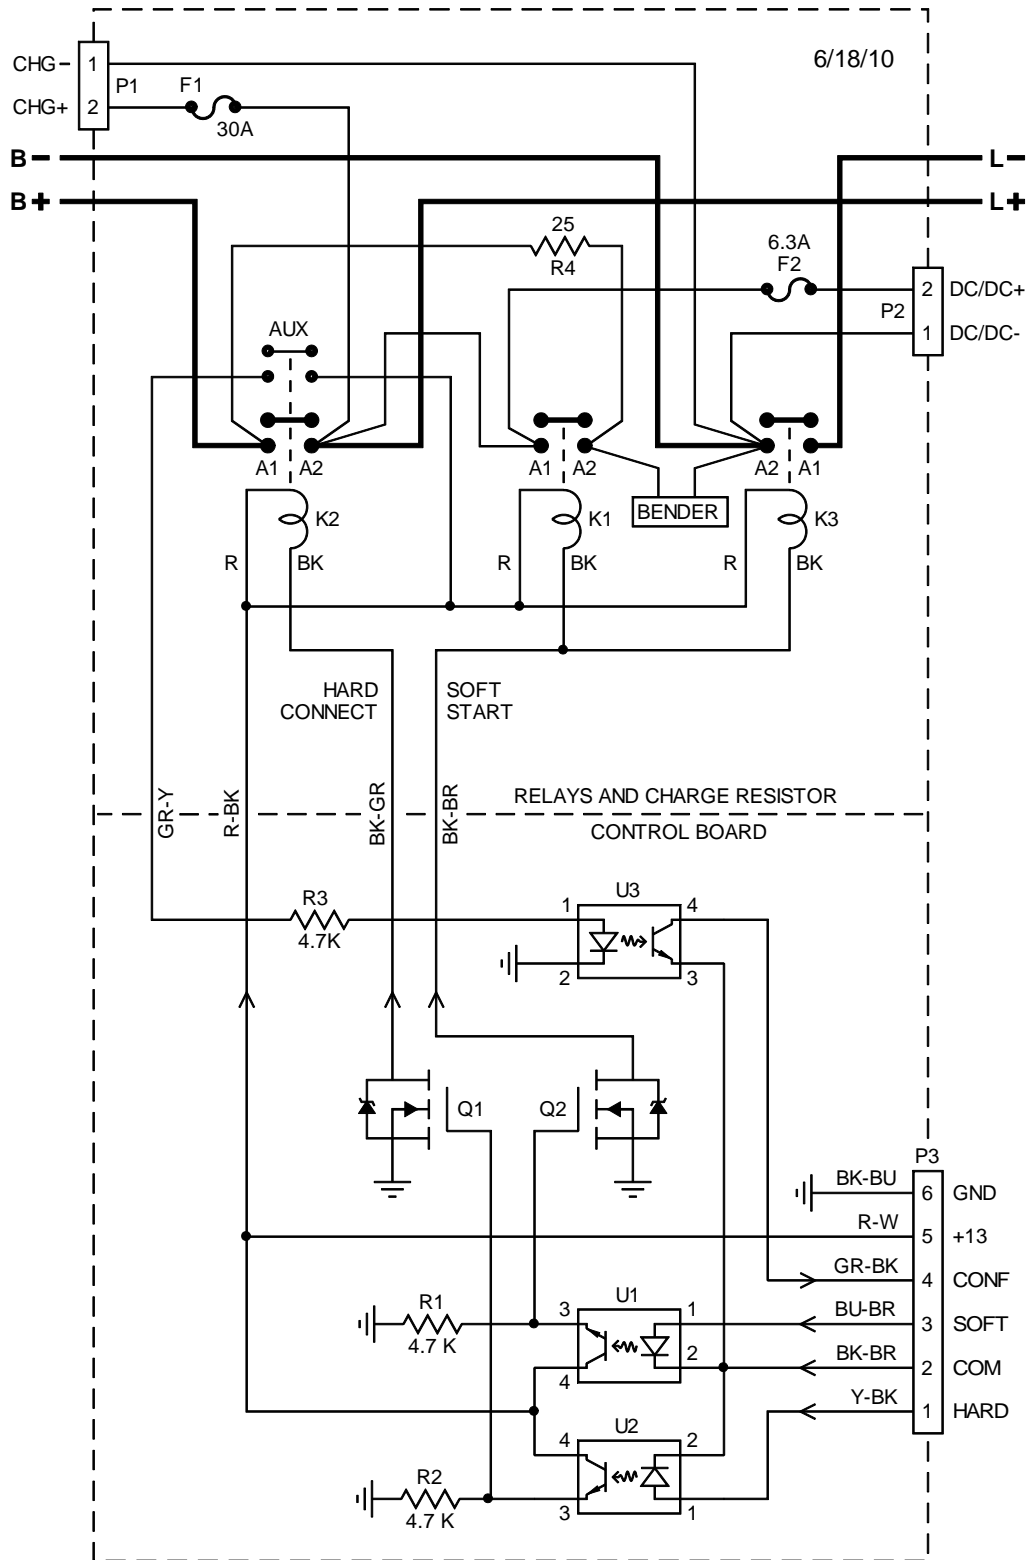 6/18/10
CHG− 1
P1 F1
CHG+ 2
30A
B−
L−
B+
L+
25
R4
6.3A
F2
2 DC/DC+
P2
1 DC/DC-
AUX
A1 A2
A1 A2
A2 A1
BENDER
K2
K1
K3
R BK
R BK
R BK
HARD
CONNECT
SOFT
START
GR-Y
R-BK
BK-GR
BK-BR
RELAYS AND CHARGE RESISTOR
CONTROL BOARD
U3
R3
4.7K
1 4
2 3
Q1
Q2
P3
BK-BU 6 GND
R-W 5 +13
GR-BK 4 CONF
U1
R1
4.7 K
3 1
BU-BR 3 SOFT
4 2
BK-BR 2 COM
Y-BK 1 HARD
U2
4 2
R2
4.7 K
3 1